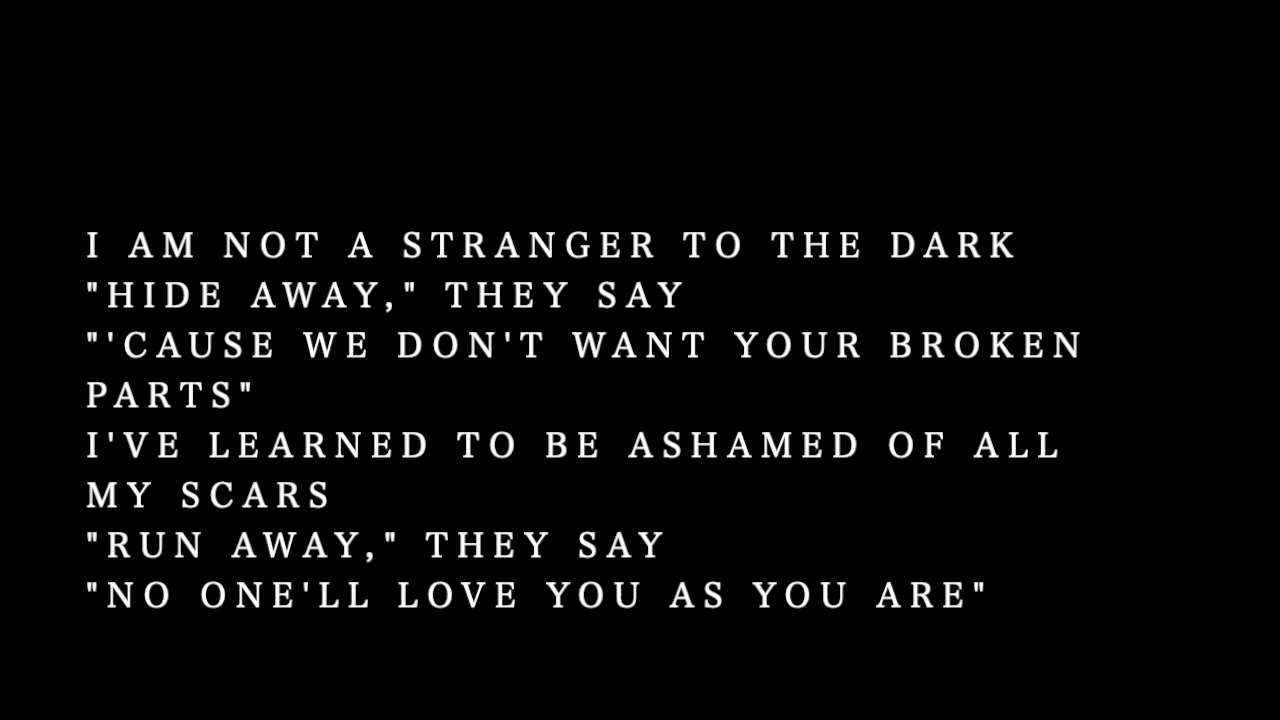 I AM NOT A STRANGER TO THE DARK
"HIDE AWAY," THEY SAY
"'CAUSE WE DON'T WANT YOUR BROKEN
PARTS"
I'VE LEARNED TO BE ASHAMED OF ALL
MY SCARS
"RUN AWAY," THEY SAY
"NO ONE'LL LOVE YOU AS YOU ARE"